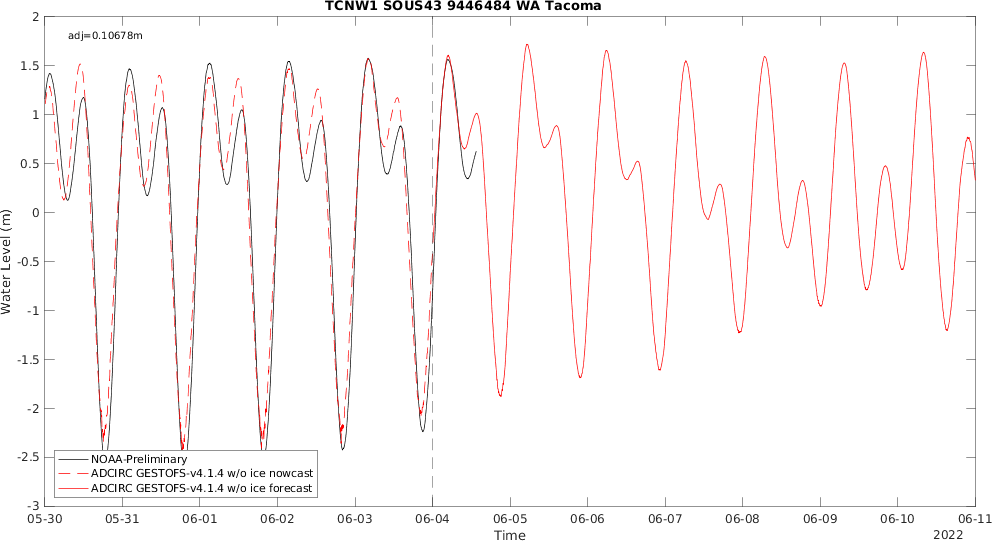 TCNW1 SOUS43 9446484 WA Tacoma
adj=0.10678m
2
1.5
1
0.5
0
-0.5
-1
-1.5
-2
-2.5
-3
Water Level (m)
NOAA-Preliminary
ADCIRC GESTOFS-v4.1.4 w/o ice nowcast
ADCIRC GESTOFS-v4.1.4 w/o ice forecast
05-30 05-31 06-01 06-02 06-03 06-04 06-05 06-06 06-07 06-08 06-09 06-10 06-11
Time
2022